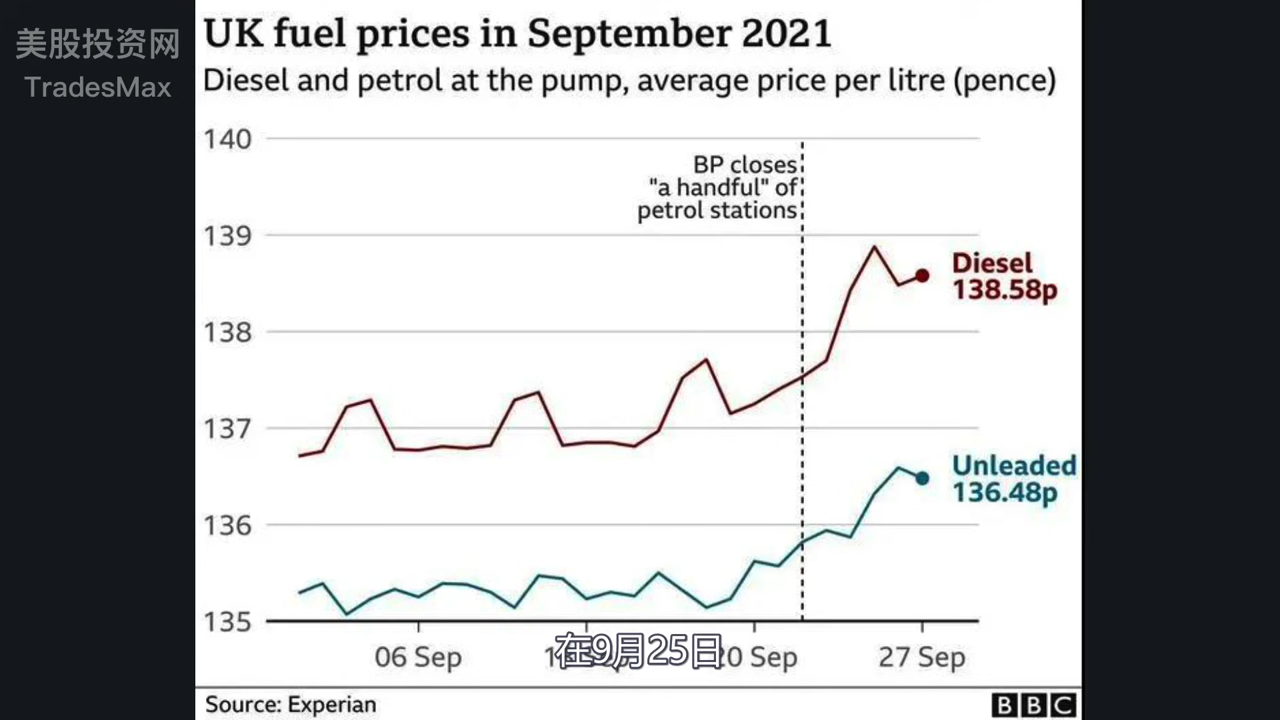 美股投资网
TradesMax
UK fuel prices in September 2021
Diesel and petrol at the pump, average price per litre (pence)
140
BP closes
"a handful" of
petrol stations
139
Diesel
138.58p
138
137
Unleaded
136.48p
136
135
06 Sep
在9月25日
20 Sep
27 Sep
Source: Experian
BBC